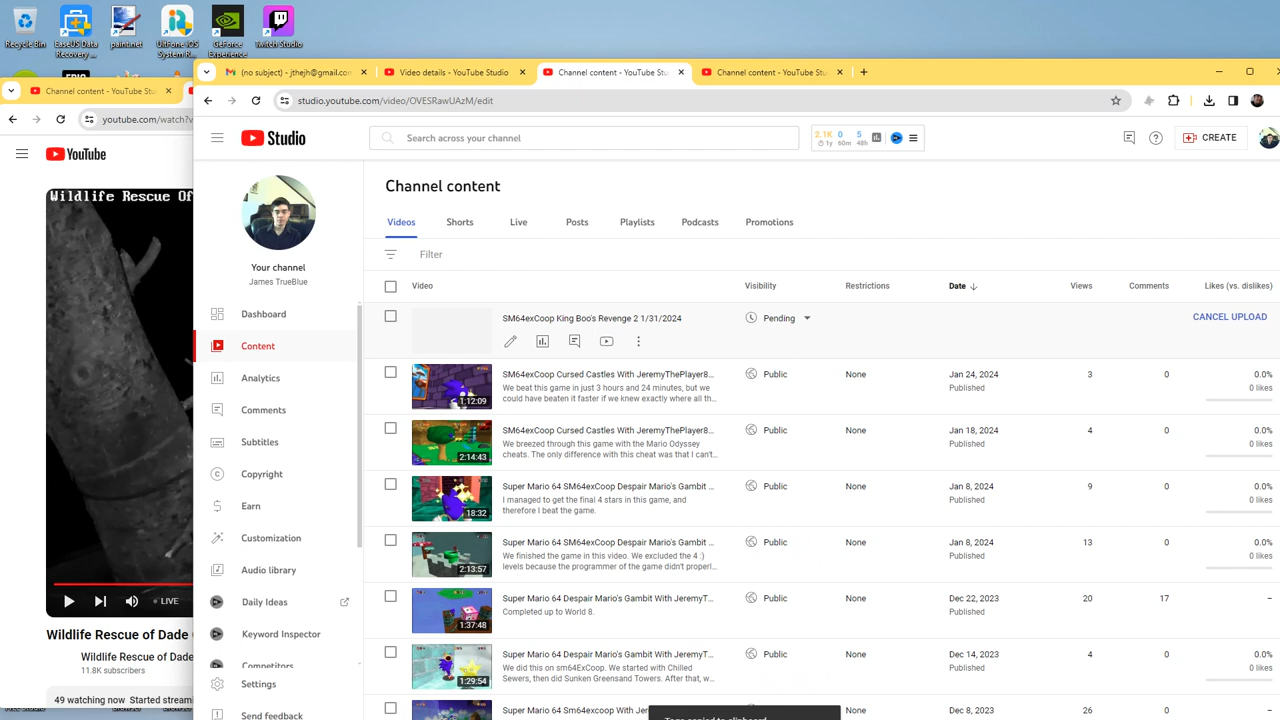 Recycle Bin
EaseUS Data Recovery ...
paint.net
UltFone iOS System R...
GeForce Experience
Twitch Studio
EPIC
Channel content - YouTube Stu
youtube.com/watch?v
YouTube
Wildlife Rescue Of
LIVE
Wildlife Rescue of Dade
Wildlife Rescue of Dade
11.8K subscribers
49 watching now Started streami
(no subject) - jthejh@gmail.com
Video details - YouTube Studio
Channel content - YouTube Stu
Channel content - YouTube Stu
studio.youtube.com/video/OVESRawUAzM/edit
Studio
Search across your channel
2.1K 0 5
1y 60m 48h
CREATE
Your channel
James TrueBlue
Dashboard
Content
Analytics
Comments
Subtitles
Copyright
Earn
Customization
Audio library
Daily Ideas
Keyword Inspector
Competitors
Settings
Send feedback
Channel content
Videos Shorts Live Posts Playlists Podcasts Promotions
Filter
Video Visibility Restrictions Date Views Comments Likes (vs. dislikes)
SM64exCoop King Boo's Revenge 2 1/31/2024 Pending CANCEL UPLOAD
SM64exCoop Cursed Castles With JeremyThePlayer8... Public None Jan 24, 2024 3 0 0.0%
We beat this game in just 3 hours and 24 minutes, but we Published 0 likes
could have beaten it faster if we knew exactly where all th...
1:12:09
SM64exCoop Cursed Castles With JeremyThePlayer8... Public None Jan 18, 2024 4 0 0.0%
We breezed through this game with the Mario Odyssey Published 0 likes
cheats. The only difference with this cheat was that I can't...
2:14:43
Super Mario 64 SM64exCoop Despair Mario's Gambit ... Public None Jan 8, 2024 9 0 0.0%
I managed to get the final 4 stars in this game, and Published 0 likes
therefore I beat the game.
18:32
Super Mario 64 SM64exCoop Despair Mario's Gambit ... Public None Jan 8, 2024 13 0 0.0%
We finished the game in this video. We excluded the 4 :) Published 0 likes
levels because the programmer of the game didn't properl...
2:13:57
Super Mario 64 Despair Mario's Gambit With JeremyT... Public None Dec 22, 2023 20 17 –
Completed up to World 8. Published
1:37:48
Super Mario 64 Despair Mario's Gambit With JeremyT... Public None Dec 14, 2023 4 0 0.0%
We did this on sm64ExCoop. We started with Chilled Published 0 likes
Sewers, then did Sunken Greensand Towers. After that, w...
1:29:54
Super Mario 64 Sm64excoop With Je Dec 8, 2023 26 0 –
Tags copied to clipboard